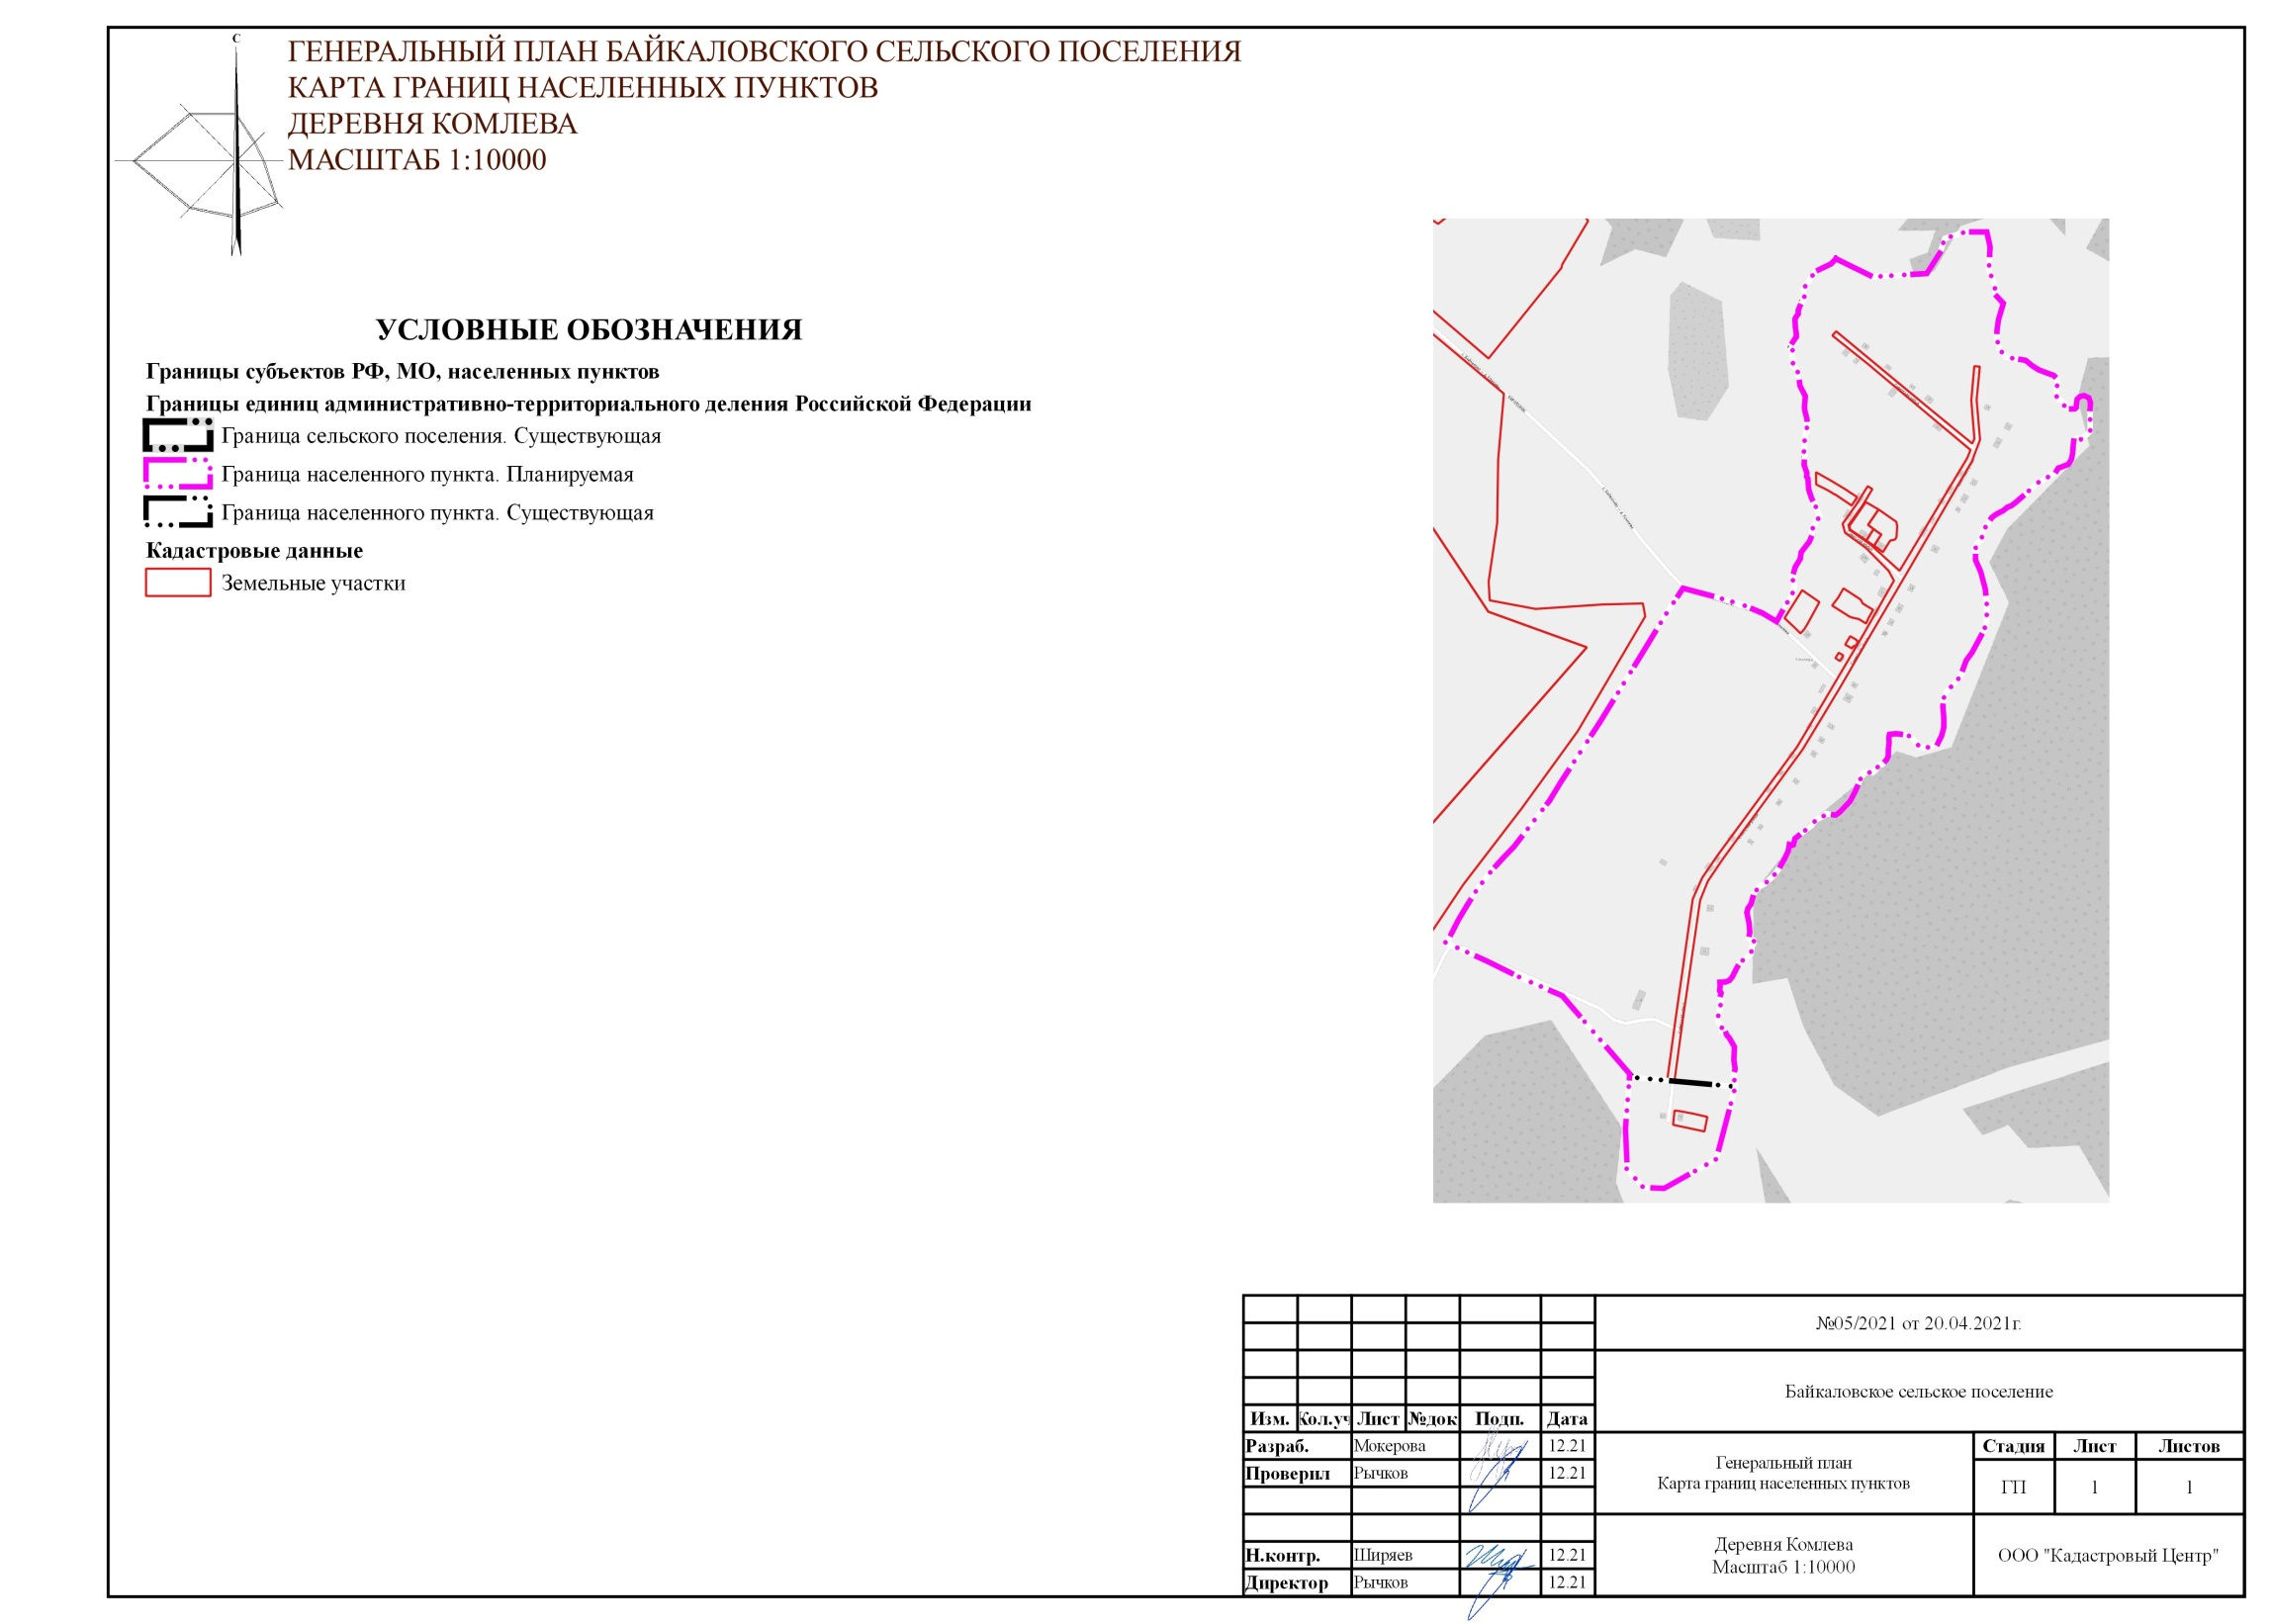 С
ГЕНЕРАЛЬНЫЙ ПЛАН БАЙКАЛОВСКОГО СЕЛЬСКОГО ПОСЕЛЕНИЯ
КАРТА ГРАНИЦ НАСЕЛЕННЫХ ПУНКТОВ
ДЕРЕВНЯ КОМЛЕВА
МАСШТАБ 1:10000
УСЛОВНЫЕ ОБОЗНАЧЕНИЯ
Границы субъектов РФ, МО, населенных пунктов
Границы единиц административно-территориального деления Российской Федерации
Граница сельского поселения. Существующая
Граница населенного пункта. Планируемая
Граница населенного пункта. Существующая
Кадастровые данные
Земельные участки
№05/2021 от 20.04.2021г.
Байкаловское сельское поселение
Изм. Кол.уч Лист №док Подп. Дата
Разраб. Мокерова 12.21
Проверил Рычков 12.21
Генеральный план
Карта границ населенных пунктов
Стадия Лист Листов
ГП 1 1
Н.контр. Ширяев 12.21
Директор Рычков 12.21
Деревня Комлева
Масштаб 1:10000
ООО "Кадастровый Центр"